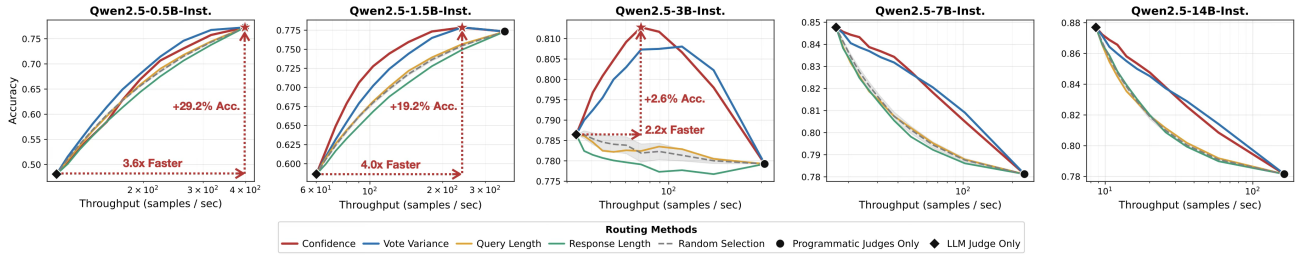 Qwen2.5-0.5B-Inst.
Accuracy
0.75
0.70
0.65
0.60
0.55
0.50
+29.2% Acc.
3.6x Faster
2 × 10²
3 × 10²
4 × 10²
Throughput (samples / sec)
Qwen2.5-1.5B-Inst.
0.775
0.750
0.725
0.700
0.675
0.650
0.625
0.600
+19.2% Acc.
4.0x Faster
6 × 10¹
10²
2 × 10²
3 × 10²
Throughput (samples / sec)
Qwen2.5-3B-Inst.
0.810
0.805
0.800
0.795
0.790
0.785
0.780
0.775
+2.6% Acc.
2.2x Faster
10²
Throughput (samples / sec)
Qwen2.5-7B-Inst.
0.85
0.84
0.83
0.82
0.81
0.80
0.79
0.78
10²
Throughput (samples / sec)
Qwen2.5-14B-Inst.
0.88
0.86
0.84
0.82
0.80
0.78
10¹
10²
Throughput (samples / sec)
Routing Methods
Confidence Vote Variance Query Length Response Length Random Selection Programmatic Judges Only LLM Judge Only